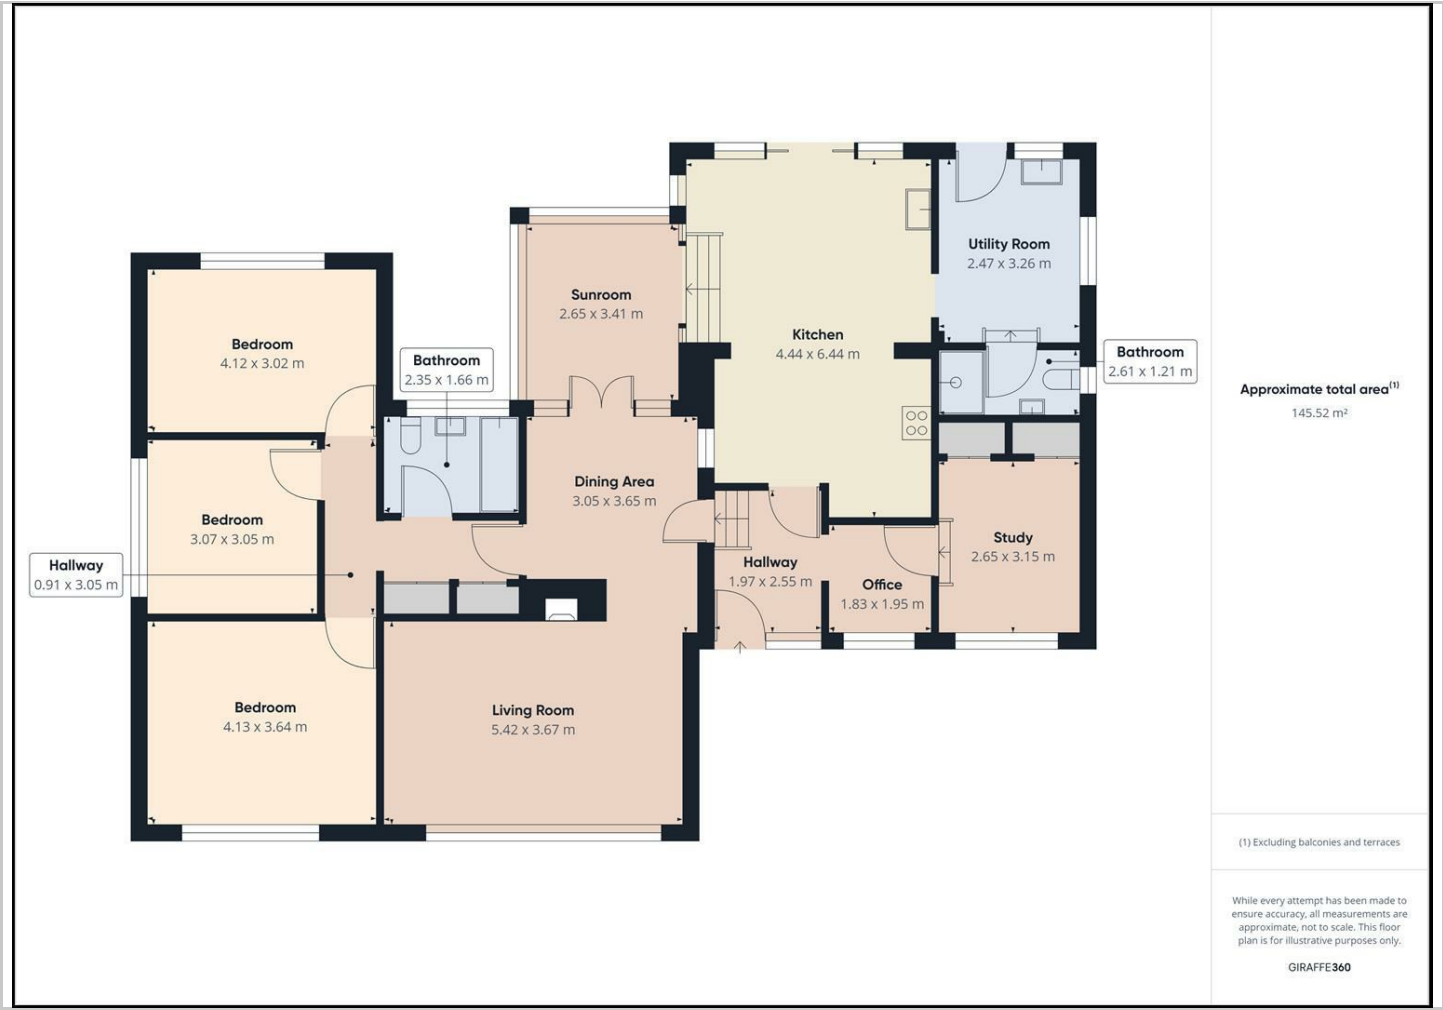 Utility Room
2.47 x 3.26 m
Sunroom
2.65 x 3.41 m
Kitchen
4.44 x 6.44 m
Bedroom
4.12 x 3.02 m
Bathroom
2.35 x 1.66 m
Bathroom
2.61 x 1.21 m
Dining Area
3.05 x 3.65 m
Bedroom
3.07 x 3.05 m
Hallway
0.91 x 3.05 m
Hallway
1.97 x 2.55 m
Office
1.83 x 1.95 m
Study
2.65 x 3.15 m
Bedroom
4.13 x 3.64 m
Living Room
5.42 x 3.67 m
Approximate total area(1)
145.52 m²
(1) Excluding balconies and terraces
While every attempt has been made to
ensure accuracy, all measurements are
approximate, not to scale. This floor
plan is for illustrative purposes only.
GIRAFFE360